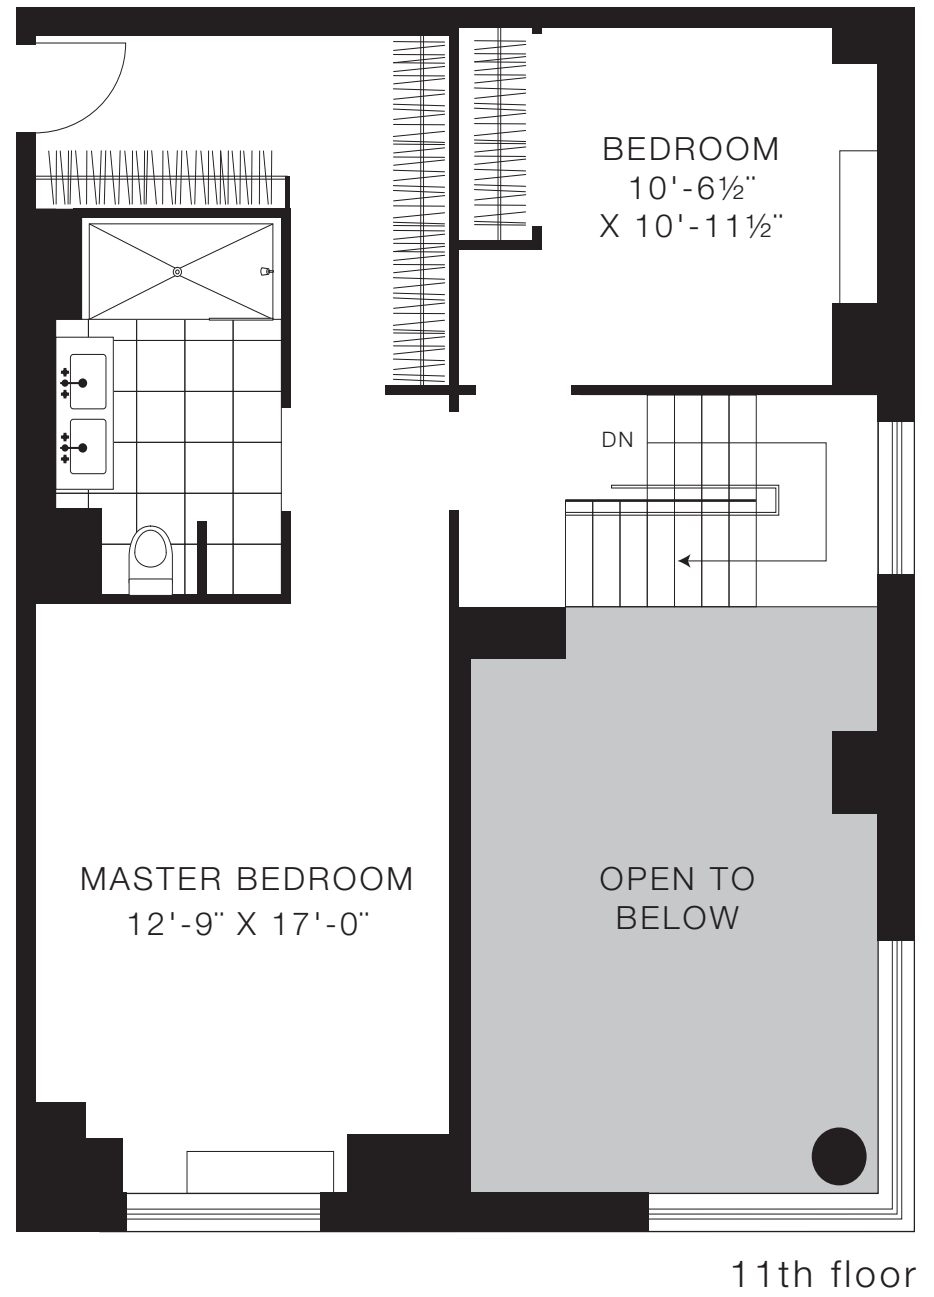 BEDROOM
10'-6½¨
X 10'-11½¨
DN
MASTER BEDROOM
12'-9¨ X 17'-0¨
OPEN TO
BELOW
11th floor